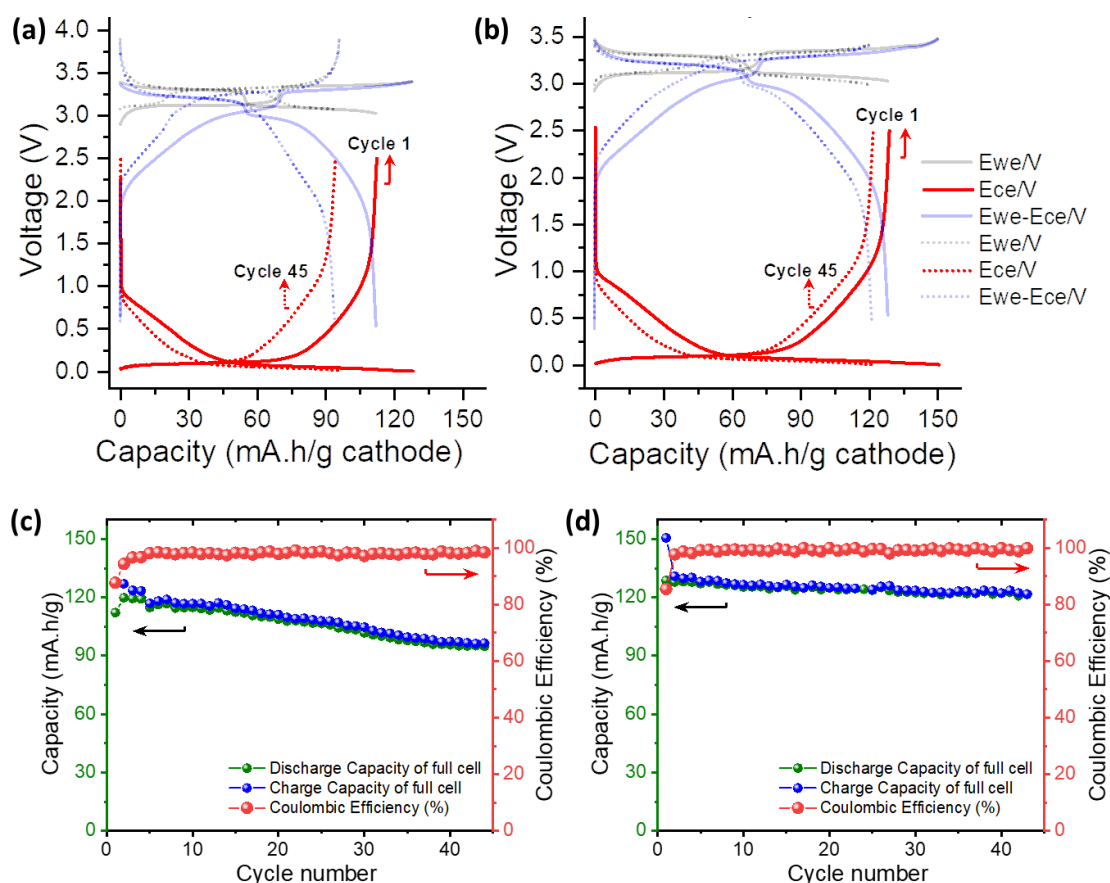 (a)
4.0
3.5
3.0
2.5
2.0
1.5
1.0
0.5
0.0
Voltage (V)
Cycle 1
Cycle 45
0 30 60 90 120 150
Capacity (mA.h/g cathode)
(b)
3.5
3.0
2.5
2.0
1.5
1.0
0.5
0.0
Voltage (V)
Cycle 1
Cycle 45
0 30 60 90 120 150
Capacity (mA.h/g cathode)
Ewe/V
Ece/V
Ewe-Ece/V
Ewe/V
Ece/V
Ewe-Ece/V
(c)
150
120
90
60
30
0
Capacity (mA.h/g)
100
80
60
40
20
0
Coulombic Efficiency (%)
Discharge Capacity of full cell
Charge Capacity of full cell
Coulombic Efficiency (%)
0 10 20 30 40
Cycle number
(d)
150
120
90
60
30
0
Capacity (mA.h/g)
100
80
60
40
20
0
Coulombic Efficiency (%)
Discharge Capacity of full cell
Charge Capacity of full cell
Coulombic Efficiency (%)
0 10 20 30 40
Cycle number